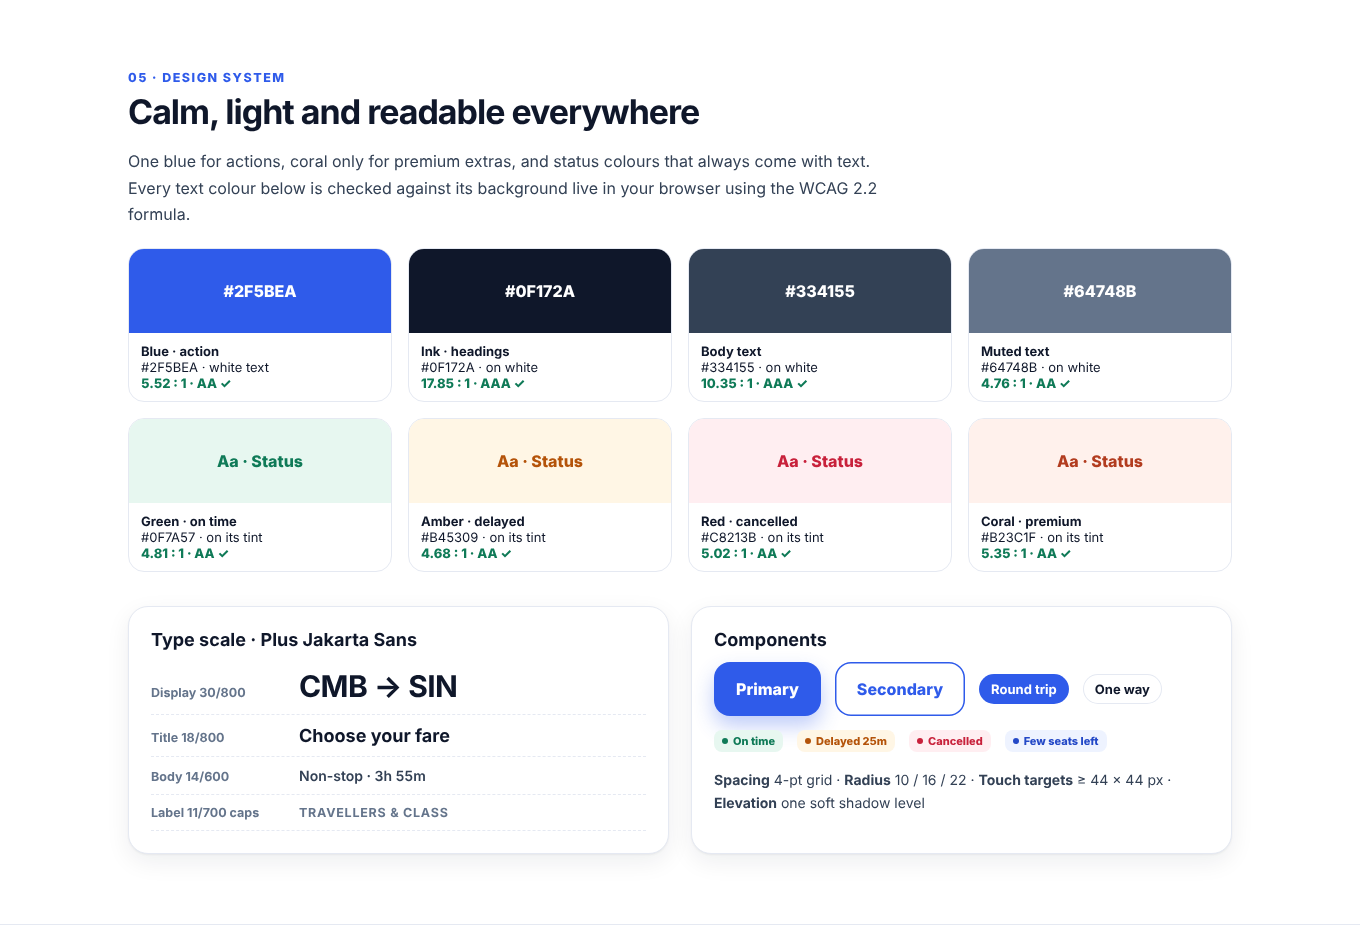 05 · DESIGN SYSTEM
Calm, light and readable everywhere
One blue for actions, coral only for premium extras, and status colours that always come with text.
Every text colour below is checked against its background live in your browser using the WCAG 2.2
formula.
#2F5BEA
Blue · action
#2F5BEA · white text
5.52 : 1 · AA ✓
#0F172A
Ink · headings
#0F172A · on white
17.85 : 1 · AAA ✓
#334155
Body text
#334155 · on white
10.35 : 1 · AAA ✓
#64748B
Muted text
#64748B · on white
4.76 : 1 · AA ✓
Aa · Status
Green · on time
#0F7A57 · on its tint
4.81 : 1 · AA ✓
Aa · Status
Amber · delayed
#B45309 · on its tint
4.68 : 1 · AA ✓
Aa · Status
Red · cancelled
#C8213B · on its tint
5.02 : 1 · AA ✓
Aa · Status
Coral · premium
#B23C1F · on its tint
5.35 : 1 · AA ✓
Type scale · Plus Jakarta Sans
Display 30/800 CMB → SIN
Title 18/800 Choose your fare
Body 14/600 Non-stop · 3h 55m
Label 11/700 caps TRAVELLERS & CLASS
Components
Primary Secondary Round trip One way
On time Delayed 25m Cancelled Few seats left
Spacing 4-pt grid · Radius 10 / 16 / 22 · Touch targets ≥ 44 × 44 px ·
Elevation one soft shadow level